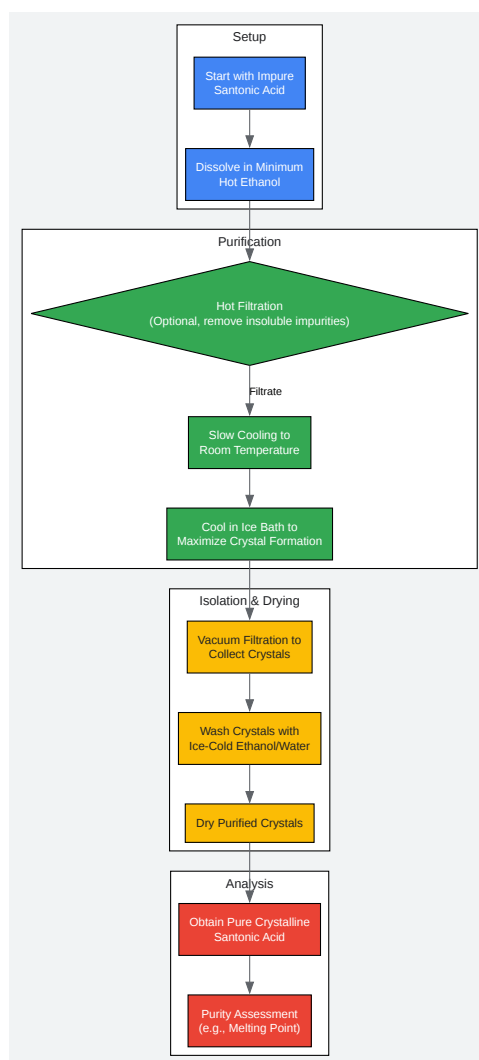 Setup
Start with Impure
Santonic Acid
Dissolve in Minimum
Hot Ethanol
Purification
Hot Filtration
(Optional, remove insoluble impurities)
Filtrate
Slow Cooling to
Room Temperature
Cool in Ice Bath to
Maximize Crystal Formation
Isolation & Drying
Vacuum Filtration to
Collect Crystals
Wash Crystals with
Ice-Cold Ethanol/Water
Dry Purified Crystals
Analysis
Obtain Pure Crystalline
Santonic Acid
Purity Assessment
(e.g., Melting Point)